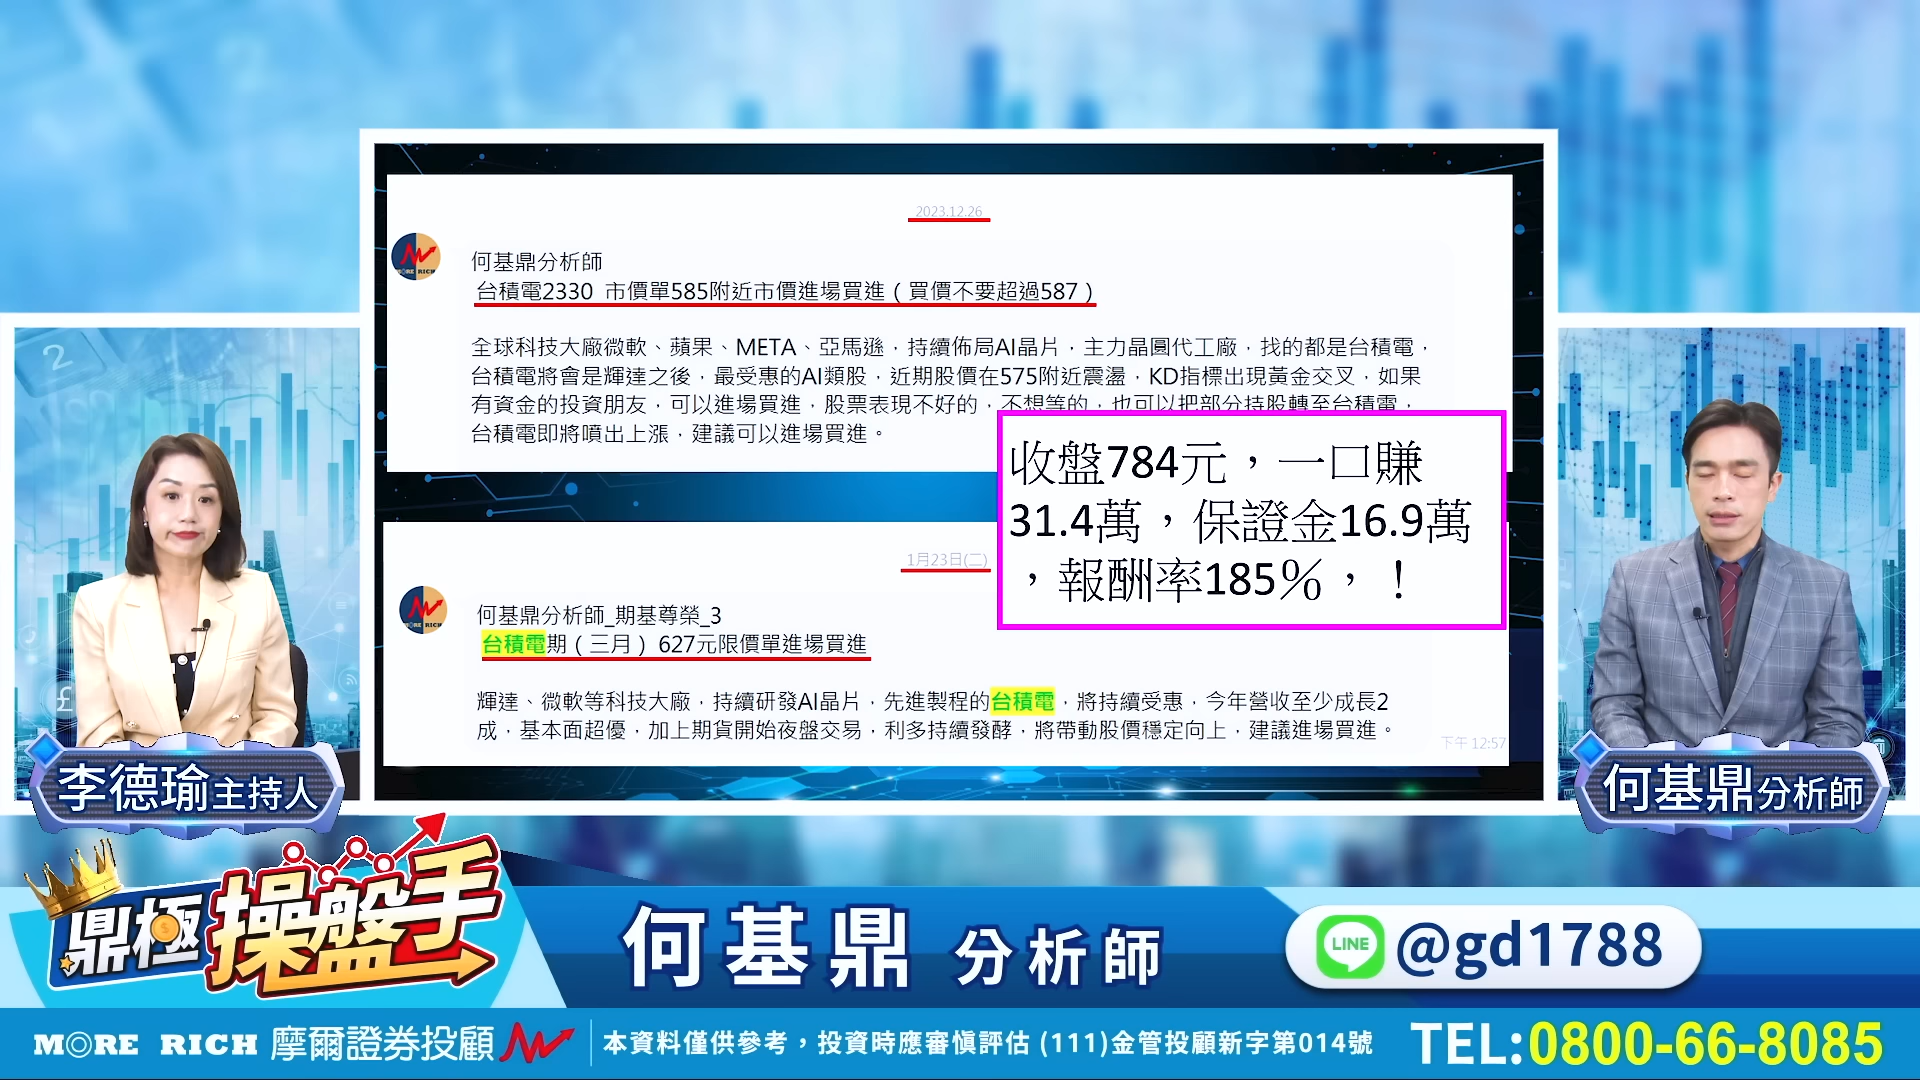 2023.12.26
何基鼎分析師
台積電2330 市價單585附近市價進場買進（買價不要超過587）
全球科技大廠微軟、蘋果、META、亞馬遜，持續佈局AI晶片，主力晶圓代工廠，找的都是台積電，
台積電將會是輝達之後，最受惠的AI類股，近期股價在575附近震盪，KD指標出現黃金交叉，如果
有資金的投資朋友，可以進場買進，股票表現不好的，不想等的，也可以把部分持股轉至台積電，
台積電即將噴出上漲，建議可以進場買進。
收盤784元，一口賺
31.4萬，保證金16.9萬
，報酬率185%，！
1月23日(二)
何基鼎分析師_期基尊榮_3
台積電期（三月） 627元限價單進場買進
輝達、微軟等科技大廠，持續研發AI晶片，先進製程的台積電，將持續受惠，今年營收至少成長2
成，基本面超優，加上期貨開始夜盤交易，利多持續發酵，將帶動股價穩定向上，建議進場買進。
下午 12:57
李德瑜主持人
何基鼎分析師
鼎極操盤手
何基鼎 分析師
LINE @gd1788
MORE RICH 摩爾證券投顧
本資料僅供參考，投資時應審慎評估 (111)金管投顧新字第014號
TEL:0800-66-8085